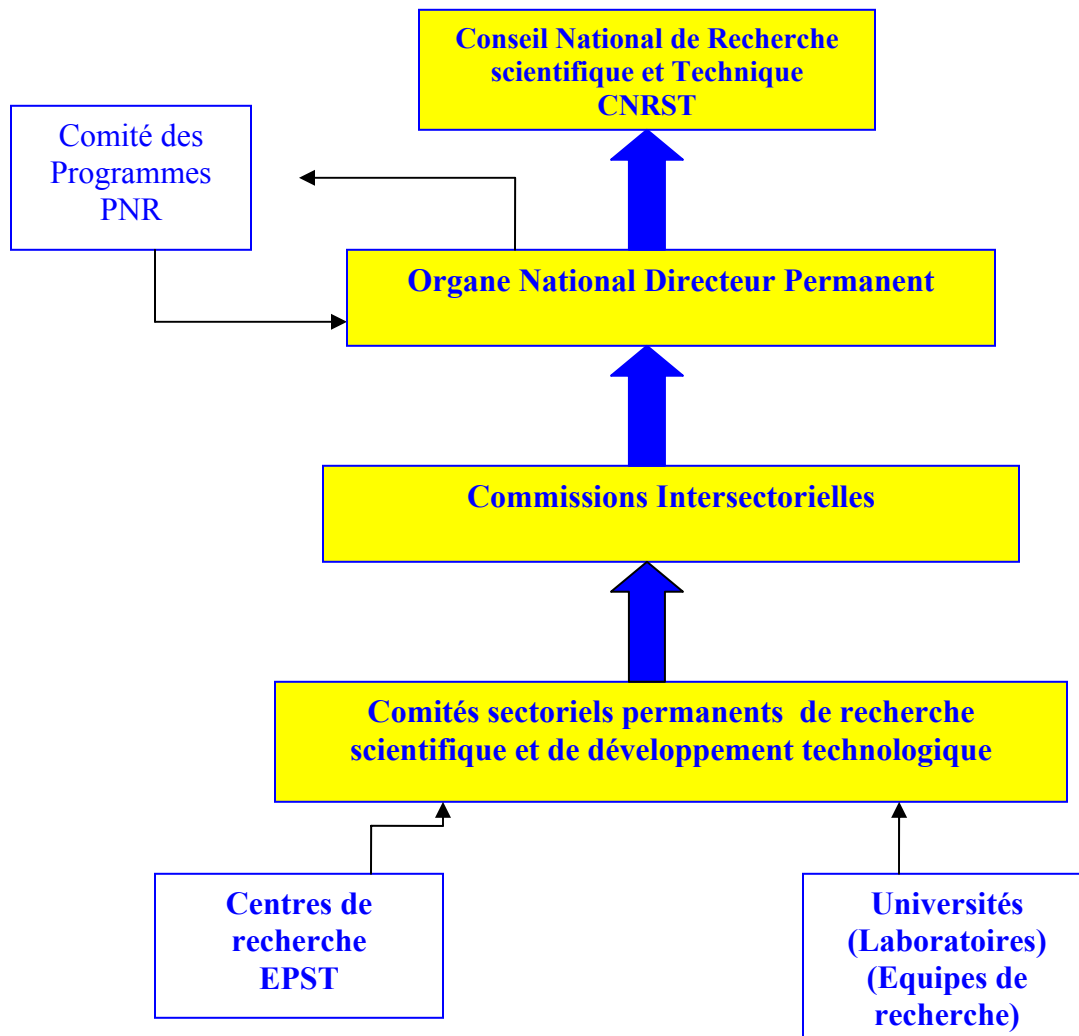 Conseil National de Recherche
scientifique et Technique
CNRST
Comité des
Programmes
PNR
Organe National Directeur Permanent
Commissions Intersectorielles
Comités sectoriels permanents de recherche
scientifique et de développement technologique
Centres de
recherche
EPST
Universités
(Laboratoires)
(Equipes de
recherche)